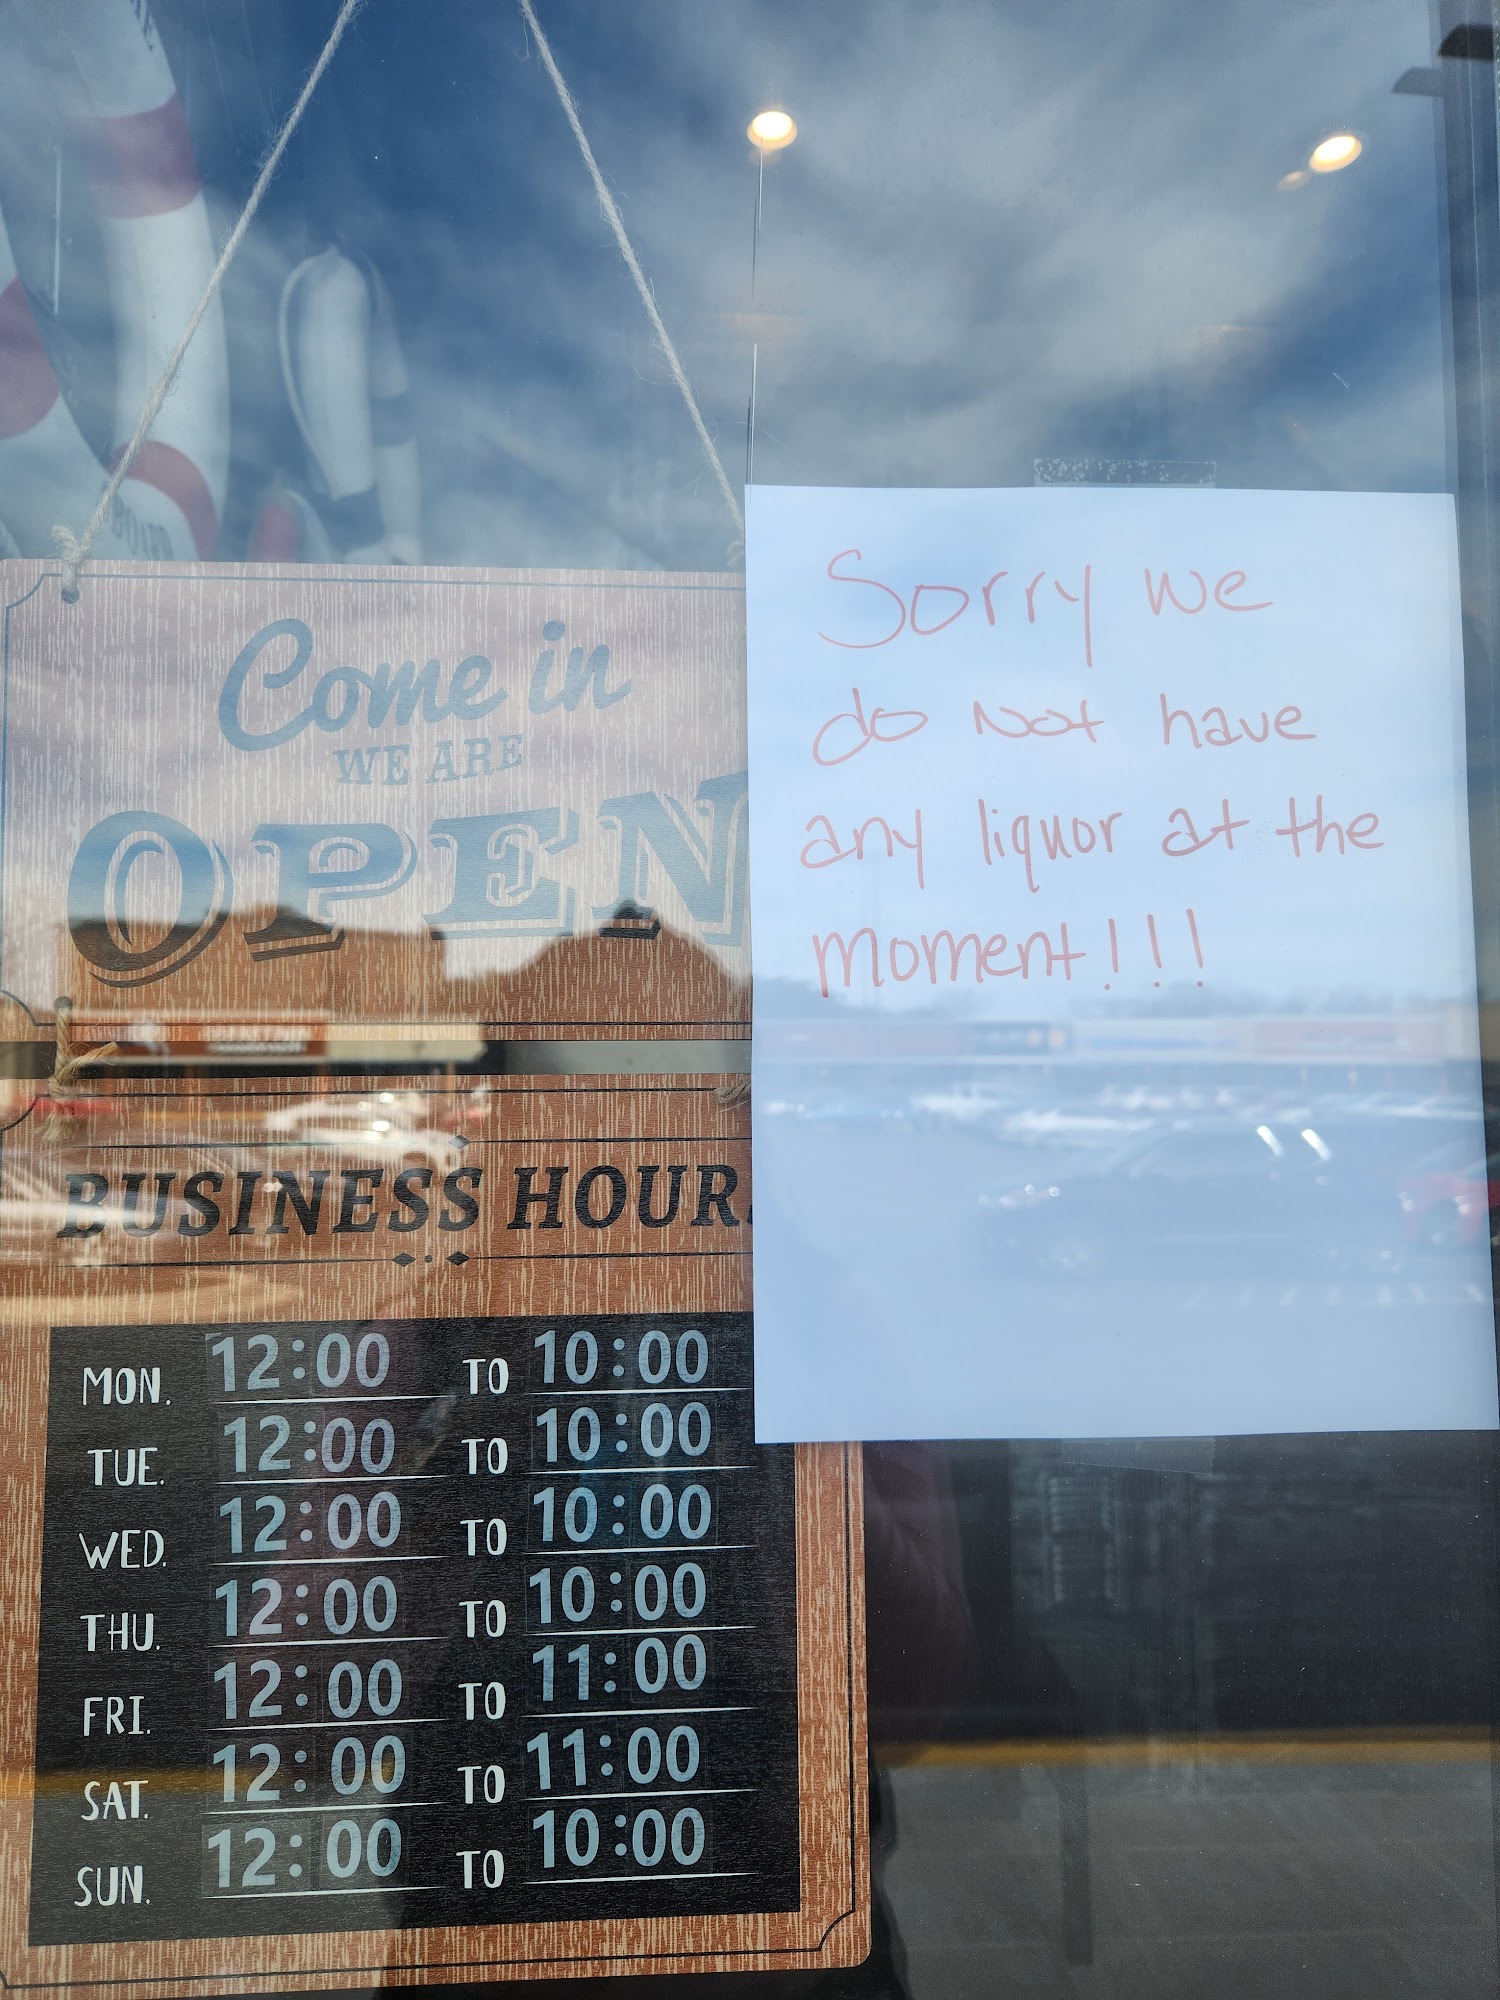 Come in
WE ARE
OPEN
BUSINESS HOURS
MON. 12:00 TO 10:00
TUE. 12:00 TO 10:00
WED. 12:00 TO 10:00
THU. 12:00 TO 10:00
FRI. 12:00 TO 11:00
SAT. 12:00 TO 11:00
SUN. 12:00 TO 10:00
Sorry we
do Not have
any liquor at the
moment!!!